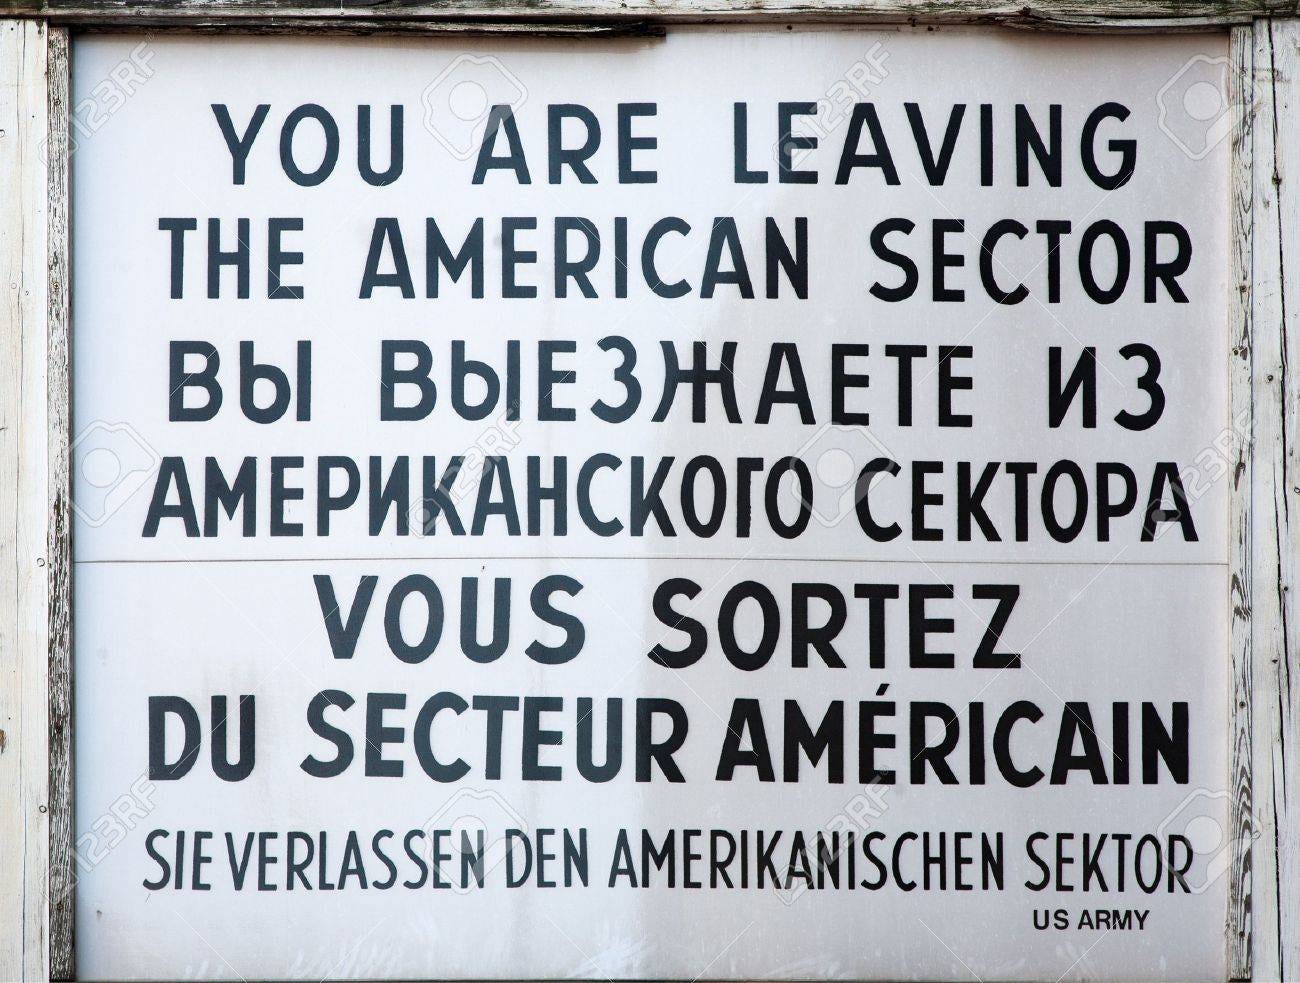 YOU ARE LEAVING
THE AMERICAN SECTOR
ВЫ ВЫЕЗЖАЕТЕ ИЗ
АМЕРИКАНСКОГО СЕКТОРА
VOUS SORTEZ
DU SECTEUR AMÉRICAIN
SIE VERLASSEN DEN AMERIKANISCHEN SEKTOR
US ARMY
123RF